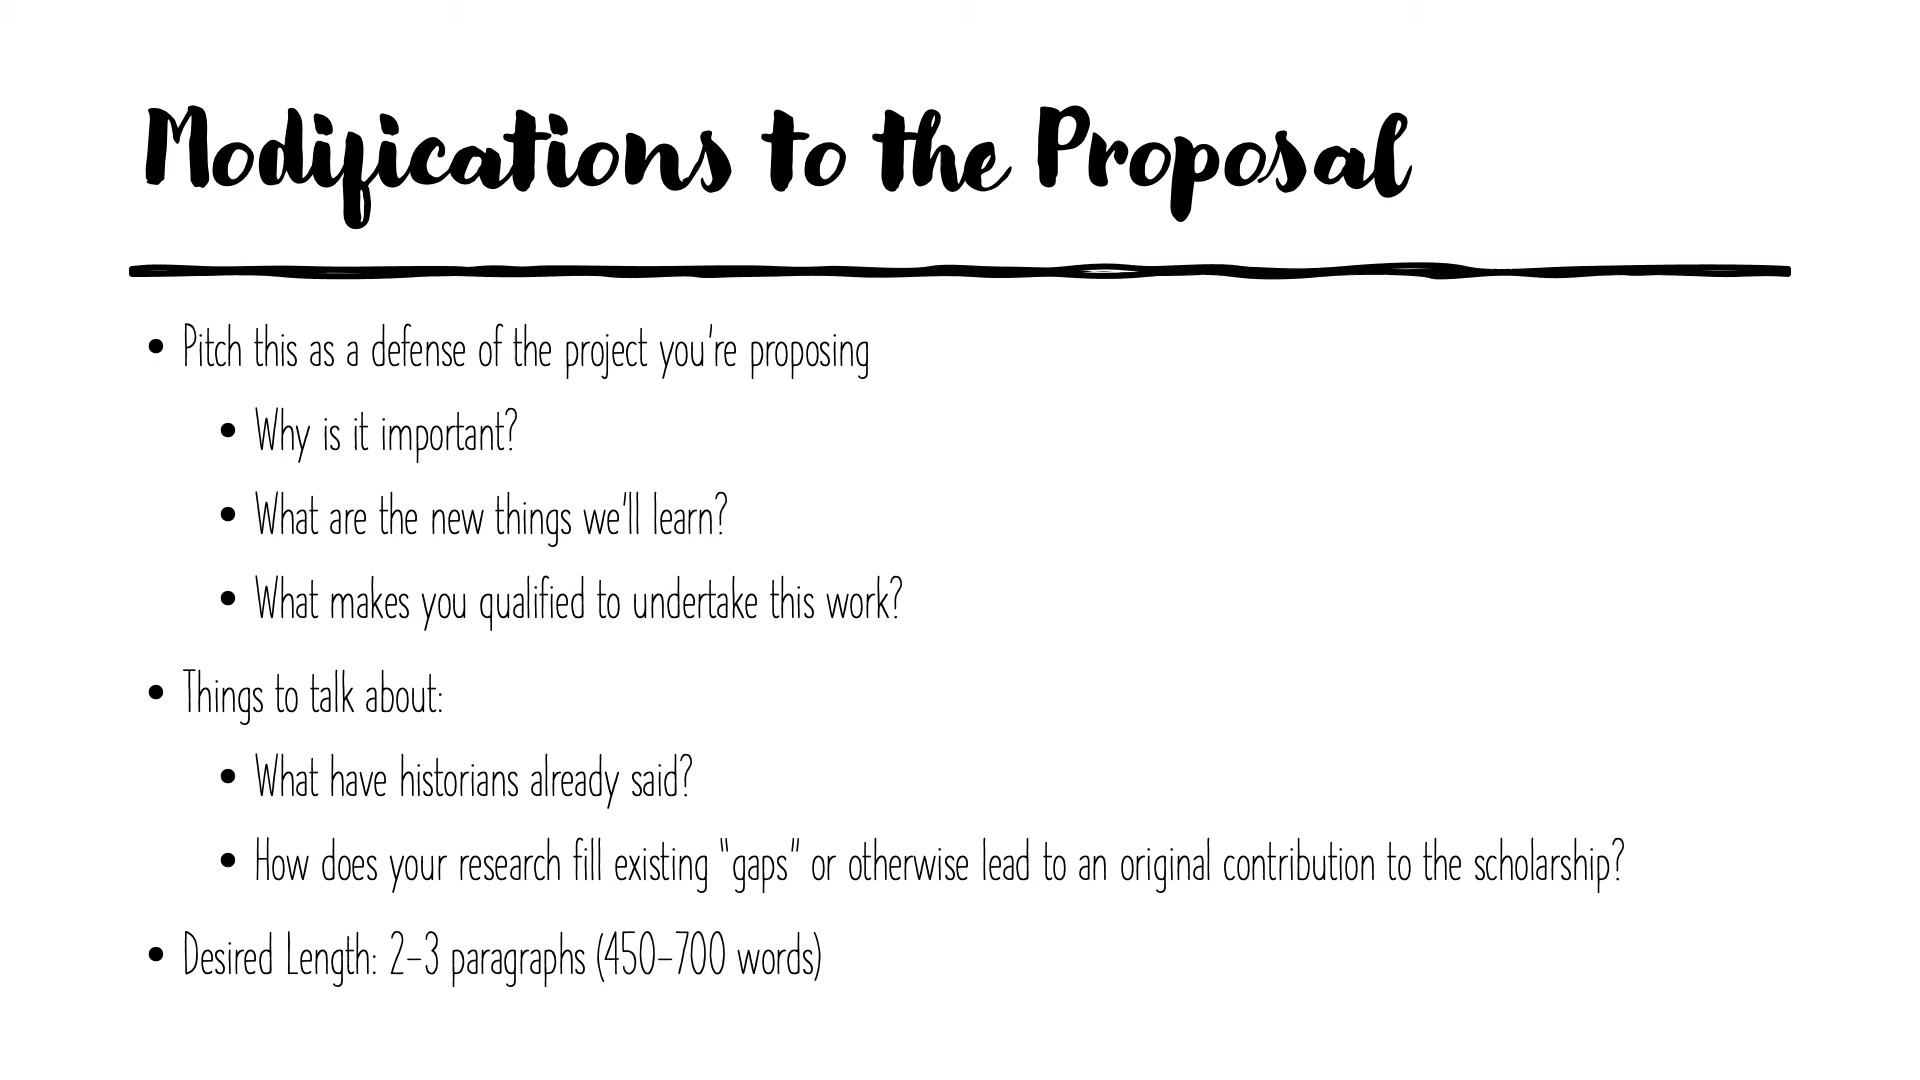 Modifications to the Proposal
• Pitch this as a defense of the project you're proposing
• Why is it important?
• What are the new things we'll learn?
• What makes you qualified to undertake this work?
• Things to talk about:
• What have historians already said?
• How does your research fill existing "gaps" or otherwise lead to an original contribution to the scholarship?
• Desired Length: 2–3 paragraphs (450–700 words)